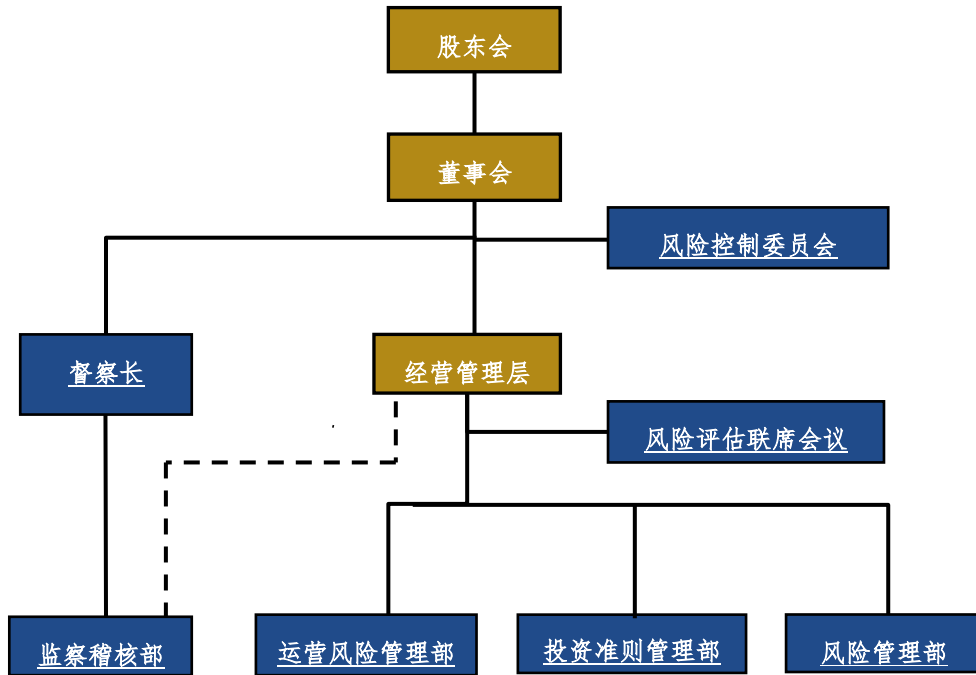 股东会
董事会
风险控制委员会
督察长
经营管理层
风险评估联席会议
监察稽核部
运营风险管理部
投资准则管理部
风险管理部